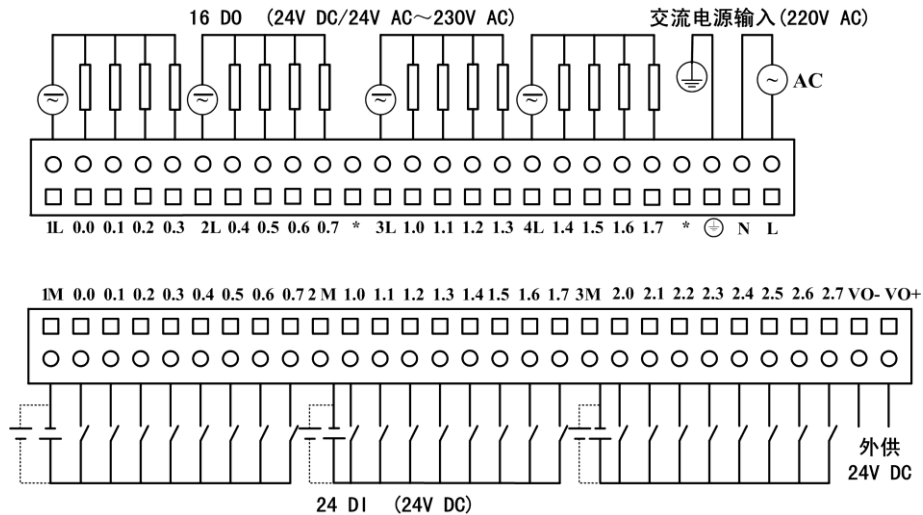 16 DO (24V DC/24V AC～230V AC) 交流电源输入(220V AC)
AC
1L 0.0 0.1 0.2 0.3 2L 0.4 0.5 0.6 0.7 * 3L 1.0 1.1 1.2 1.3 4L 1.4 1.5 1.6 1.7 * N L
1M 0.0 0.1 0.2 0.3 0.4 0.5 0.6 0.7 2 M 1.0 1.1 1.2 1.3 1.4 1.5 1.6 1.7 3M 2.0 2.1 2.2 2.3 2.4 2.5 2.6 2.7 VO- VO+
外供
24V DC
24 DI (24V DC)